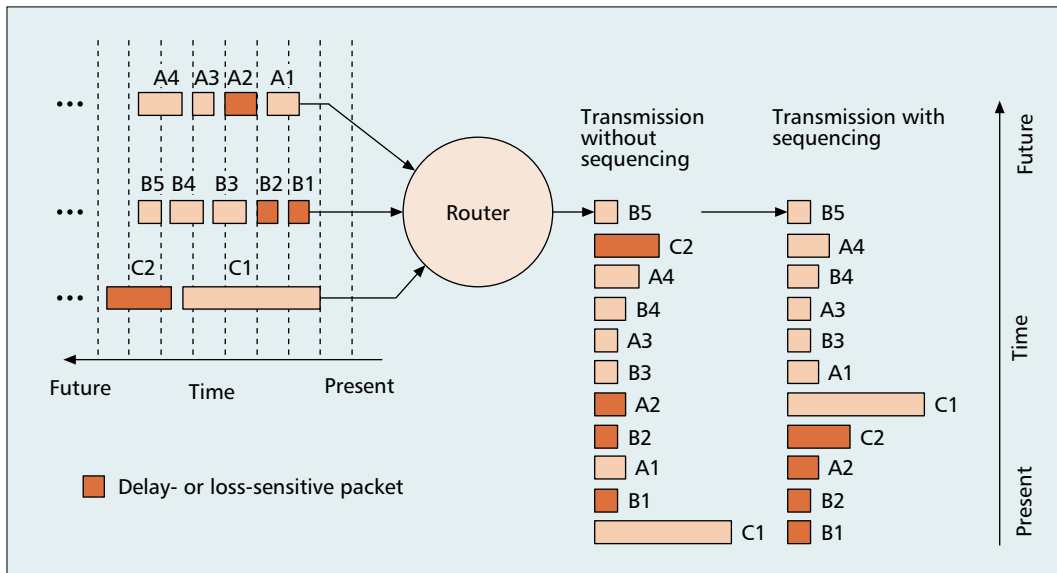 A4 A3 A2 A1
•••
B5 B4 B3 B2 B1
•••
C2 C1
•••
Future Time Present
Delay- or loss-sensitive packet
Router
Transmission
without
sequencing
B5
C2
A4
B4
A3
B3
A2
B2
A1
B1
C1
Transmission with
sequencing
B5
A4
B4
A3
B3
A1
C1
C2
A2
B2
B1
Future
Time
Present